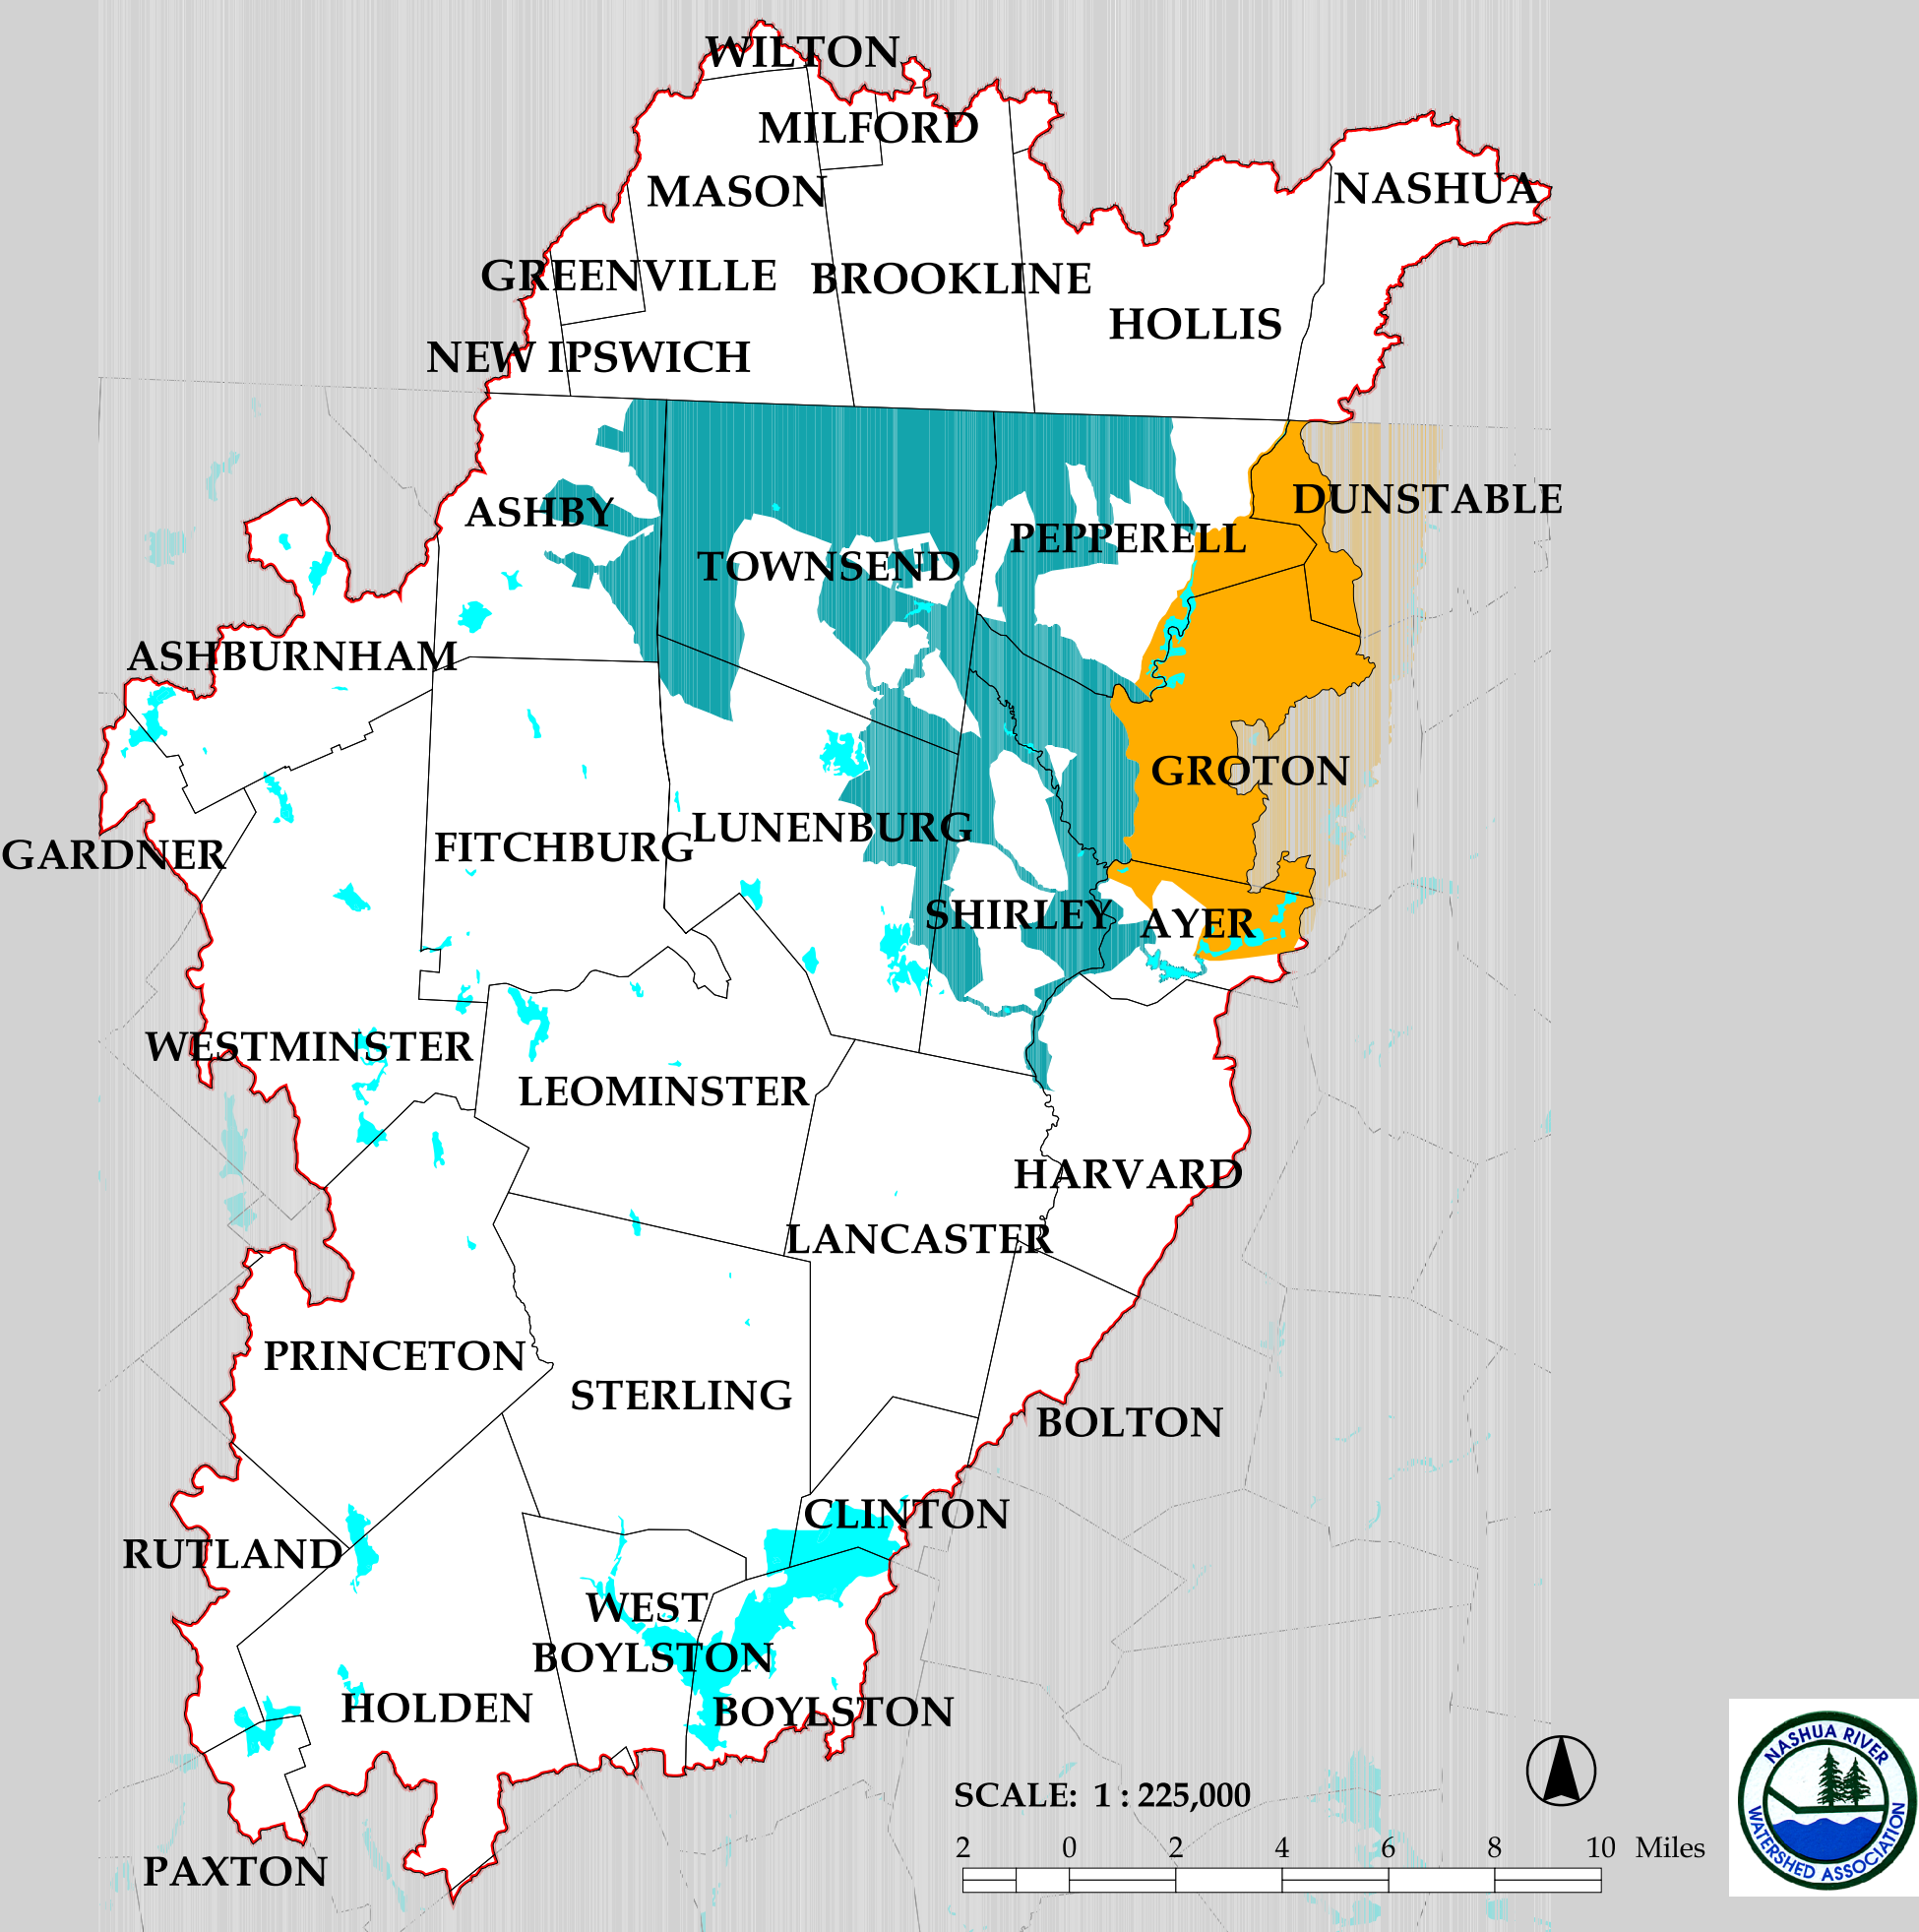 WILTON
MILFORD
MASON
NASHUA
GREENVILLE
BROOKLINE
HOLLIS
NEW IPSWICH
DUNSTABLE
ASHBY
PEPPERELL
TOWNSEND
ASHBURNHAM
GROTON
LUNENBURG
FITCHBURG
GARDNER
SHIRLEY
AYER
WESTMINSTER
LEOMINSTER
HARVARD
LANCASTER
PRINCETON
STERLING
BOLTON
CLINTON
RUTLAND
WEST
BOYLSTON
HOLDEN
BOYLSTON
PAXTON
SCALE: 1 : 225,000
2 0 2 4 6 8 10 Miles
NASHUA RIVER
WATERSHED ASSOCIATION